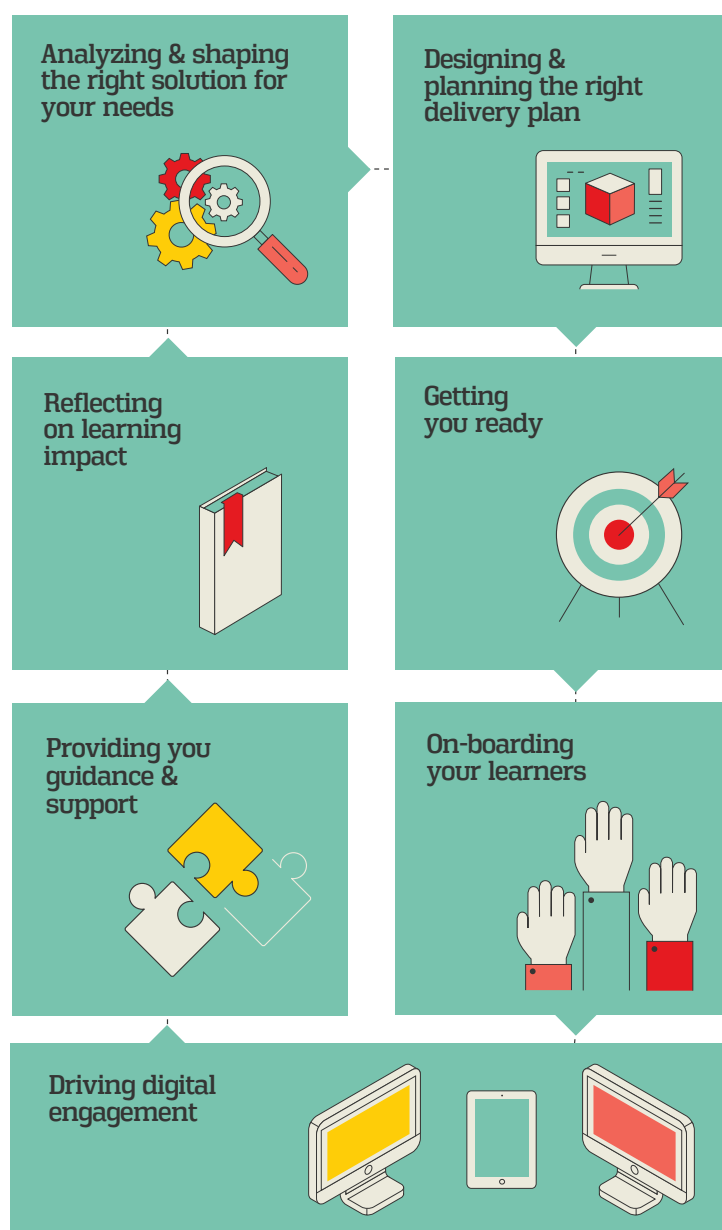 Analyzing & shaping
the right solution for
your needs
Designing &
planning the right
delivery plan
Reflecting
on learning
impact
Getting
you ready
Providing you
guidance &
support
On-boarding
your learners
Driving digital
engagement